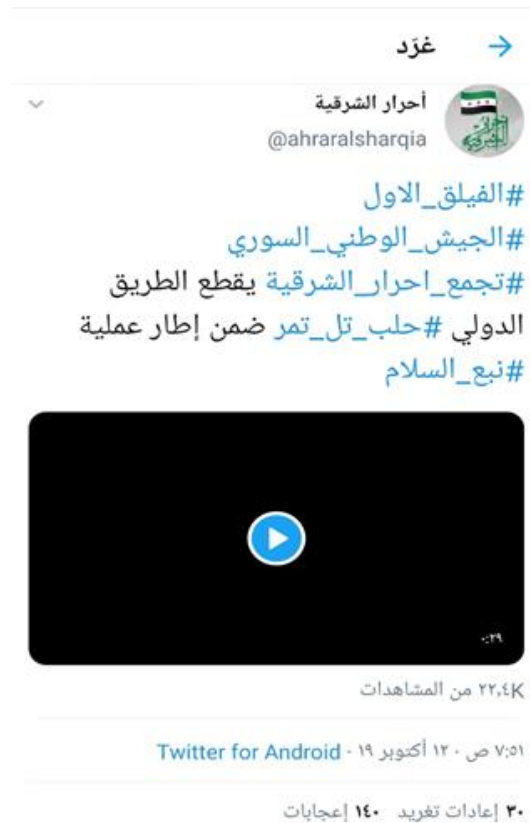 غرّد
أحرار الشرقية
@ahraralsharqia
#الفيلق_الاول
#الجيش_الوطني_السوري
#تجمع_احرار_الشرقية يقطع الطريق
الدولي #حلب_تل_تمر ضمن إطار عملية
#نبع_السلام
٠:٢٩
٢٢,٤K من المشاهدات
٧:٥١ ص · ١٢ أكتوبر ١٩ · Twitter for Android
٣٠ إعادات تغريد ١٤٠ إعجابات